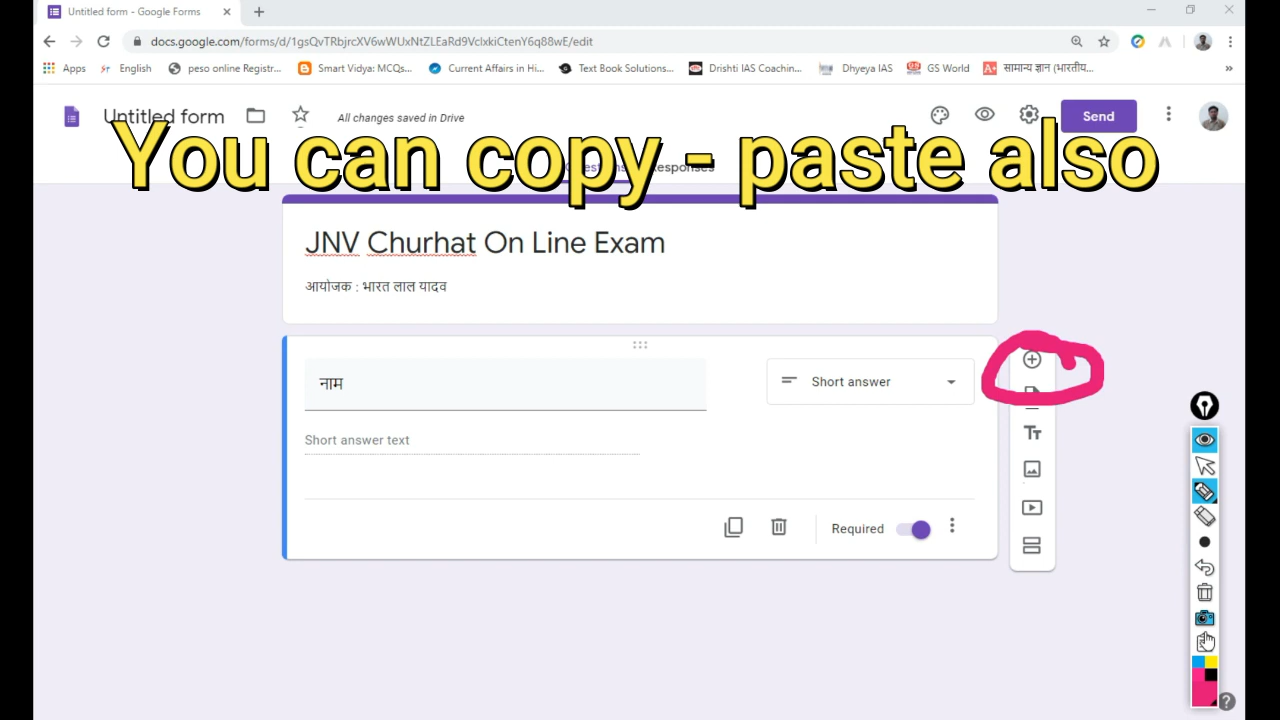 Untitled form - Google Forms
docs.google.com/forms/d/1gsQvTRbjrcXV6wWUxNtZLEaRd9VclxkiCtenY6q88wE/edit
Apps English peso online Registr... Smart Vidya: MCQs... Current Affairs in Hi... Text Book Solutions... Drishti IAS Coachin... Dhyeya IAS GS World सामान्य ज्ञान (भारतीय...
Untitled form All changes saved in Drive Send
You can copy - paste also
JNV Churhat On Line Exam
आयोजक : भारत लाल यादव
नाम Short answer
Short answer text
Required